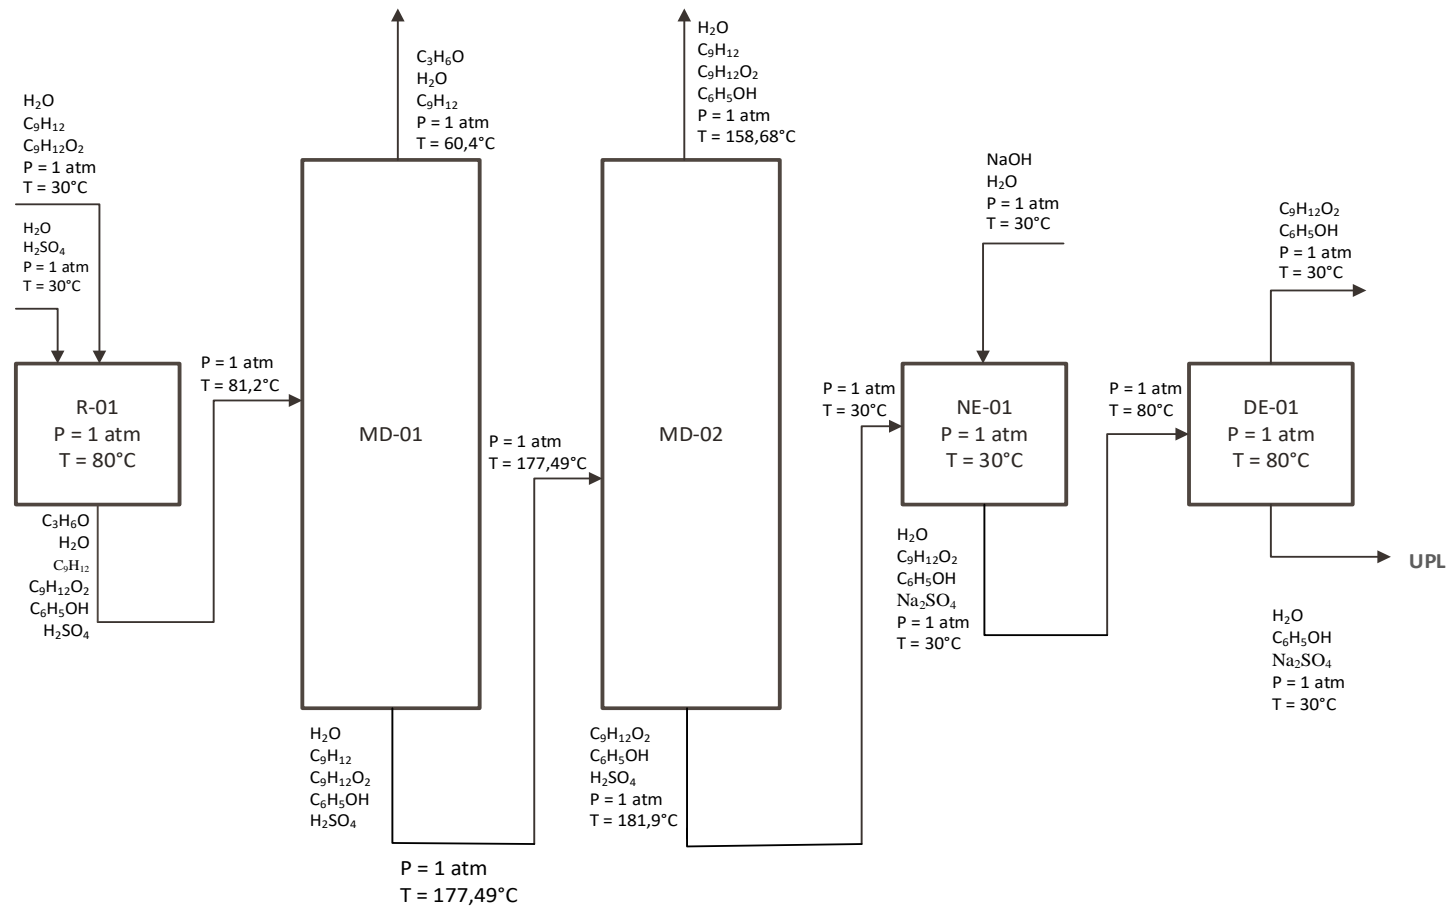 H₂O
C₉H₁₂
C₉H₁₂O₂
P = 1 atm
T = 30°C
H₂O
H₂SO₄
P = 1 atm
T = 30°C
R-01
P = 1 atm
T = 80°C
C₃H₆O
H₂O
C₉H₁₂
C₉H₁₂O₂
C₆H₅OH
H₂SO₄
P = 1 atm
T = 81,2°C
C₃H₆O
H₂O
C₉H₁₂
P = 1 atm
T = 60,4°C
MD-01
H₂O
C₉H₁₂
C₉H₁₂O₂
C₆H₅OH
H₂SO₄
P = 1 atm
T = 177,49°C
P = 1 atm
T = 177,49°C
H₂O
C₉H₁₂
C₉H₁₂O₂
C₆H₅OH
P = 1 atm
T = 158,68°C
MD-02
C₉H₁₂O₂
C₆H₅OH
H₂SO₄
P = 1 atm
T = 181,9°C
P = 1 atm
T = 30°C
NaOH
H₂O
P = 1 atm
T = 30°C
NE-01
P = 1 atm
T = 30°C
H₂O
C₉H₁₂O₂
C₆H₅OH
Na₂SO₄
P = 1 atm
T = 30°C
P = 1 atm
T = 80°C
C₉H₁₂O₂
C₆H₅OH
P = 1 atm
T = 30°C
DE-01
P = 1 atm
T = 80°C
UPL
H₂O
C₆H₅OH
Na₂SO₄
P = 1 atm
T = 30°C